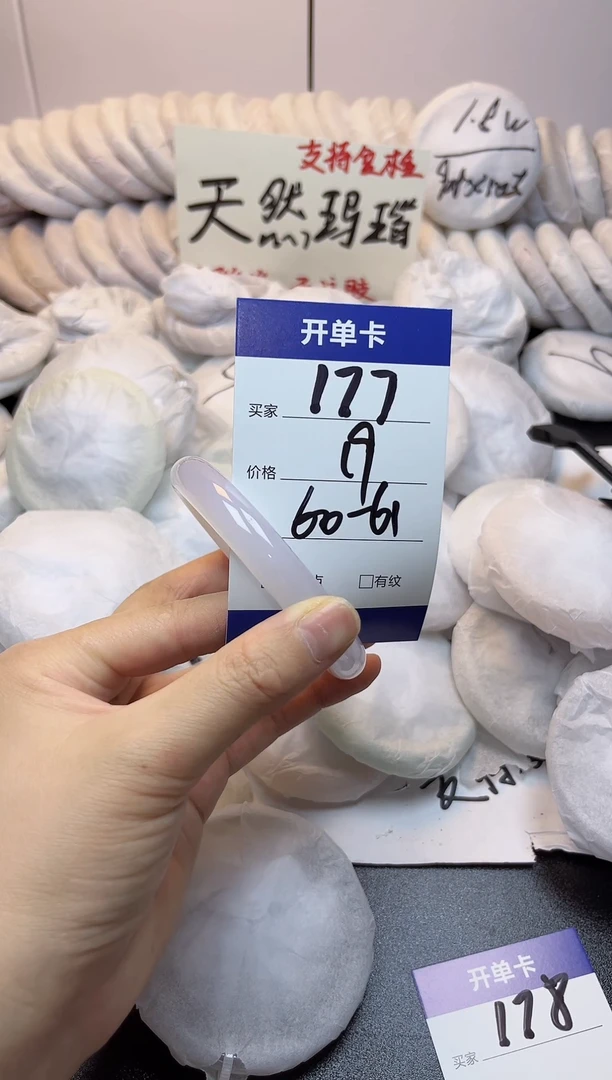 支持复检
天然玛瑙
1.8w
开单卡
买家 177
价格 9
60-61
有纹
开单卡
买家 178